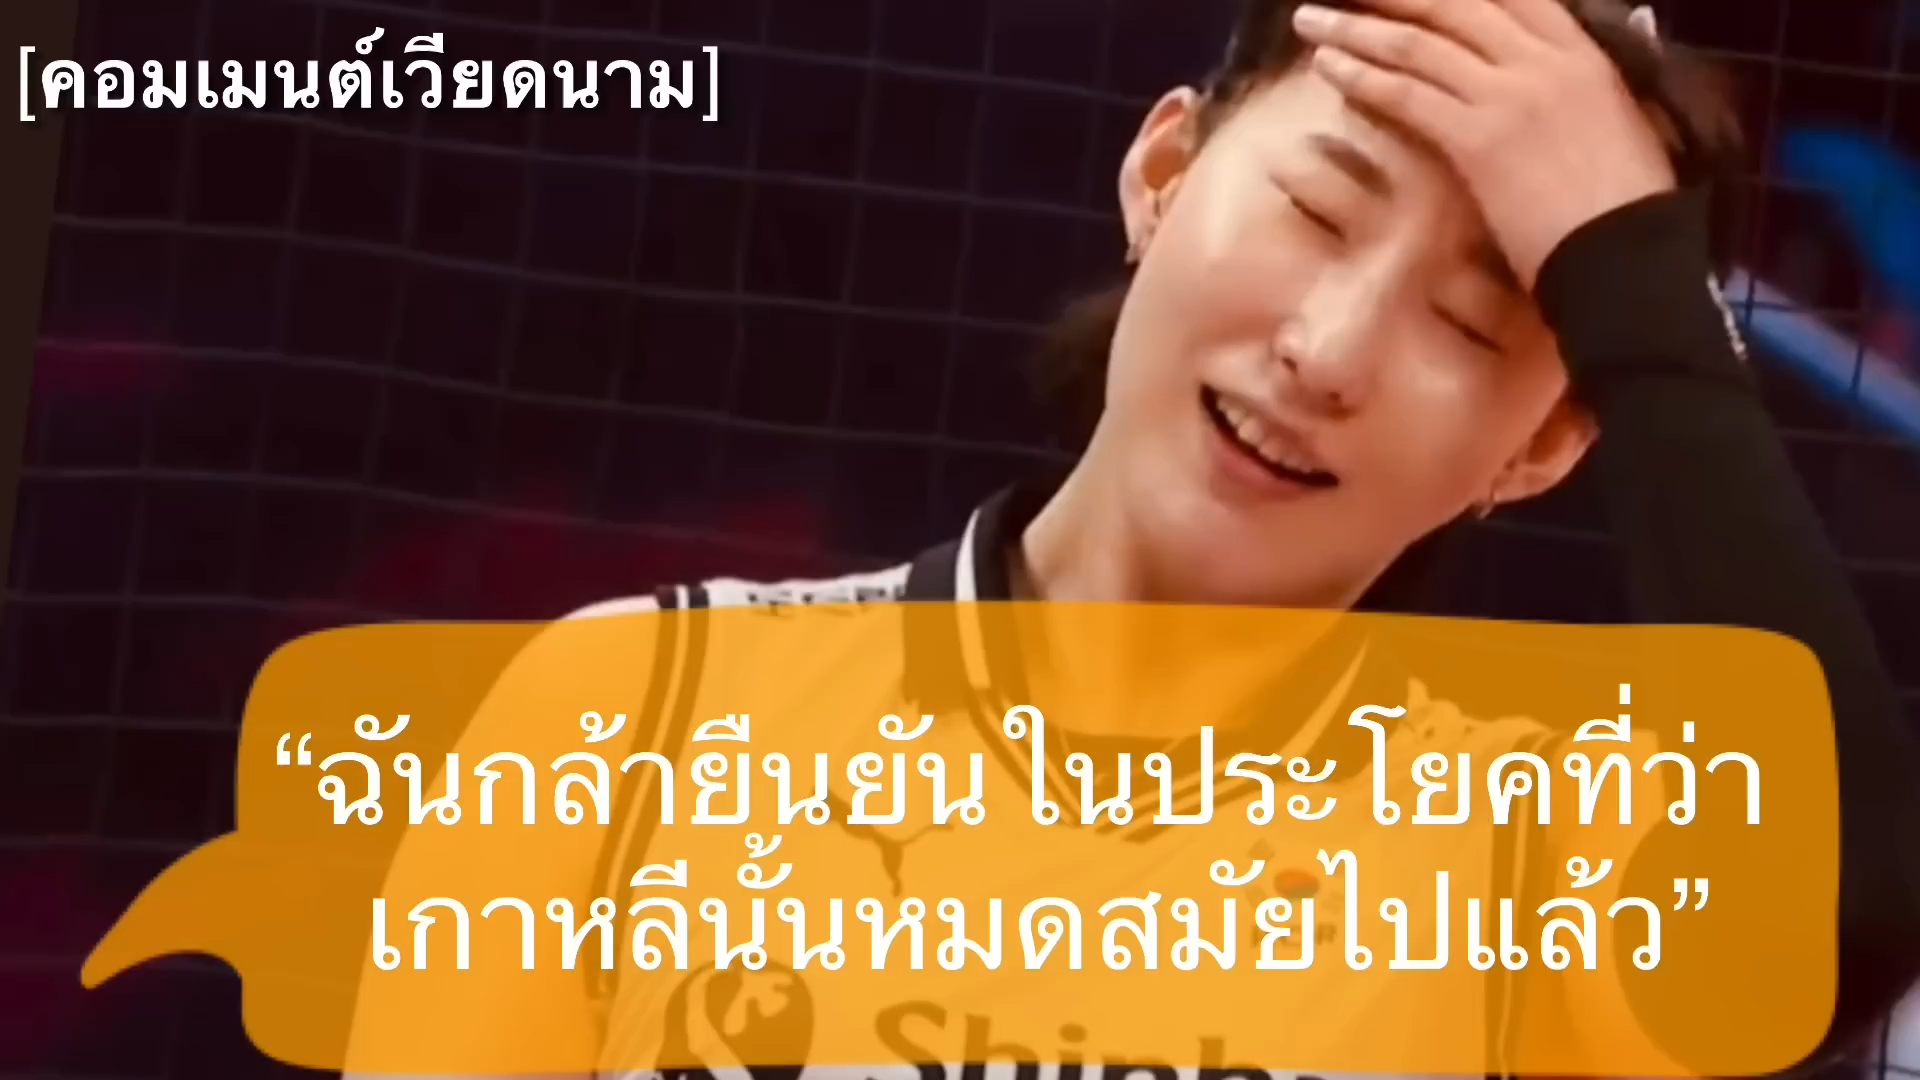 [คอมเมนต์เวียดนาม]
“ฉันกล้ายืนยันในประโยคที่ว่า
เกาหลีนั้นหมดสมัยไปแล้ว”